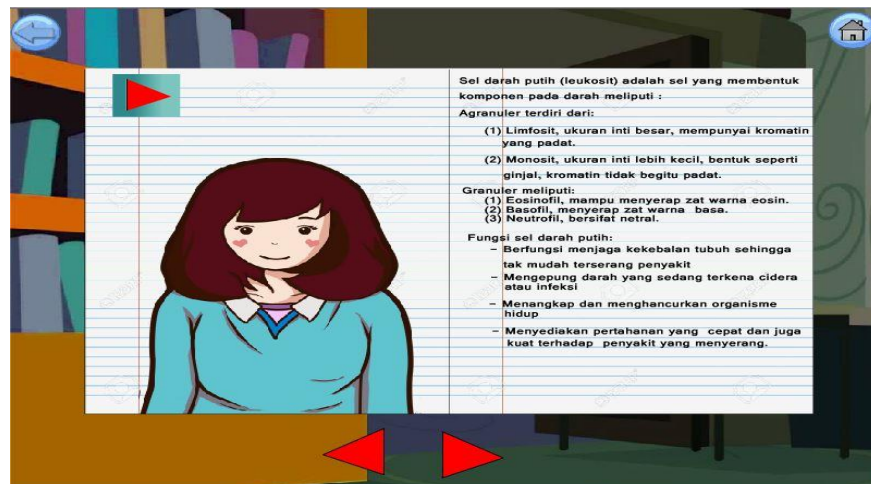 Sel darah putih (leukosit) adalah sel yang membentuk
komponen pada darah meliputi :
Agranuler terdiri dari:
(1) Limfosit, ukuran inti besar, mempunyai kromatin
yang padat.
(2) Monosit, ukuran inti lebih kecil, bentuk seperti
ginjal, kromatin tidak begitu padat.
Granuler meliputi:
(1) Eosinofil, mampu menyerap zat warna eosin.
(2) Basofil, menyerap zat warna basa.
(3) Neutrofil, bersifat netral.
Fungsi sel darah putih:
– Berfungsi menjaga kekebalan tubuh sehingga
tak mudah terserang penyakit
– Mengepung darah yang sedang terkena cidera
atau infeksi
– Menangkap dan menghancurkan organisme
hidup
– Menyediakan pertahanan yang cepat dan juga
kuat terhadap penyakit yang menyerang.